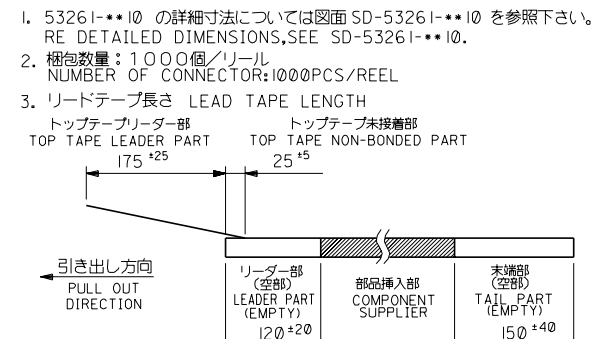 1. 53261-**10 の詳細寸法については図面 SD-53261-**10 を参照下さい。
RE DETAILED DIMENSIONS,SEE SD-53261-**10.
2. 梱包数量：1000個／リール
NUMBER OF CONNECTOR:1000PCS/REEL
3. リードテープ長さ LEAD TAPE LENGTH
トップテープリーダー部
TOP TAPE LEADER PART
175 ±25
トップテープ未接着部
TOP TAPE NON-BONDED PART
25 ±5
引き出し方向
PULL OUT
DIRECTION
リーダー部
(空部)
LEADER PART
(EMPTY)
120 ±20
部品挿入部
COMPONENT
SUPPLIER
末端部
(空部)
TAIL PART
(EMPTY)
150 ±40